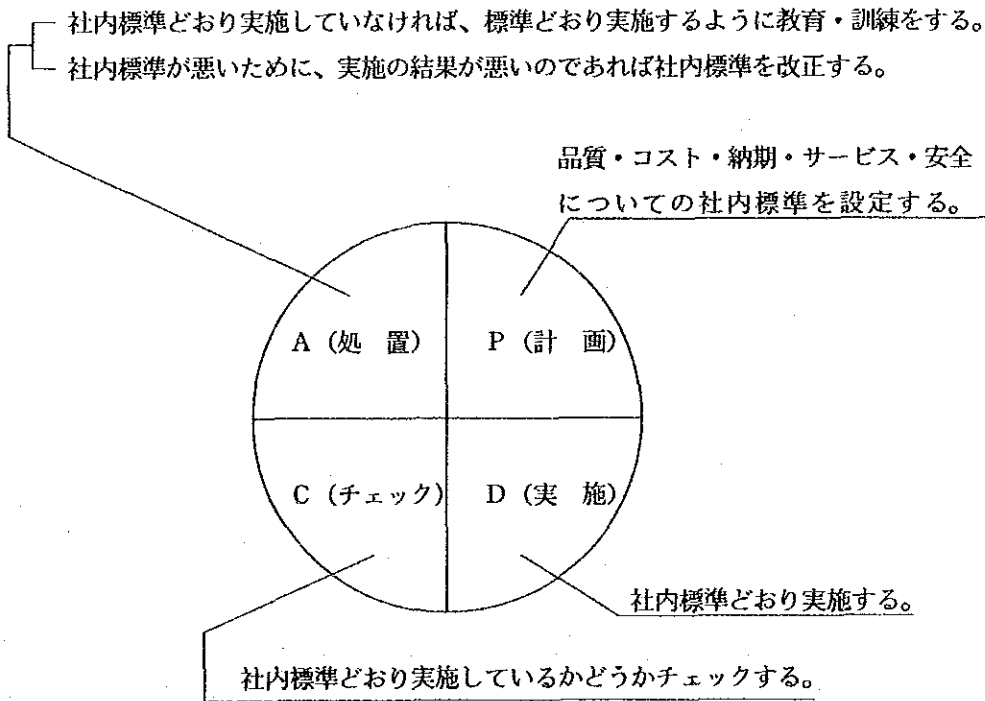 社内標準どおり実施していなければ、標準どおり実施するように教育・訓練をする。
社内標準が悪いために、実施の結果が悪いのであれば社内標準を改正する。
品質・コスト・納期・サービス・安全
についての社内標準を設定する。
A（処　置）
P（計　画）
C（チェック）
D（実　施）
社内標準どおり実施する。
社内標準どおり実施しているかどうかチェックする。